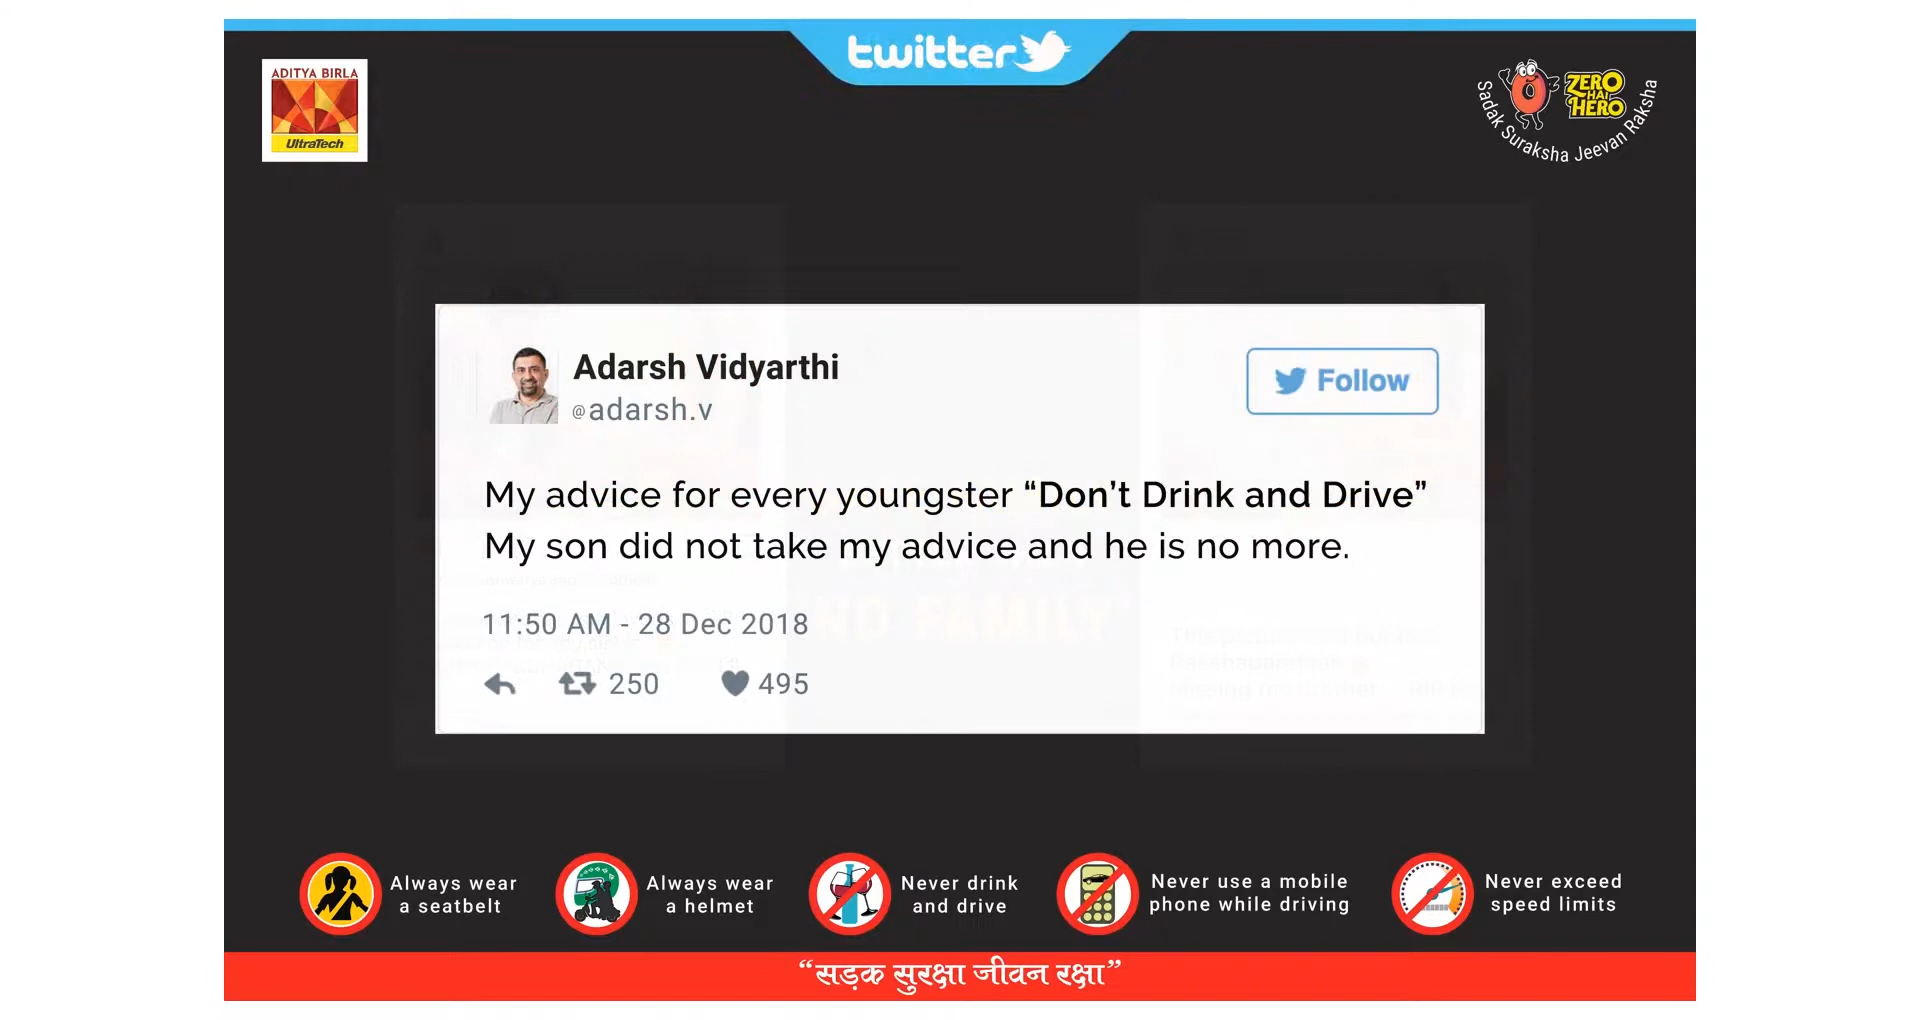 twitter
ADITYA BIRLA
UltraTech
ZERO
HAI
HERO
Sadak Suraksha Jeevan Raksha
Adarsh Vidyarthi
@adarsh.v
Follow
My advice for every youngster “Don’t Drink and Drive”
My son did not take my advice and he is no more.
NO FAMILY
11:50 AM - 28 Dec 2018
250
495
Always wear
a seatbelt
Always wear
a helmet
Never drink
and drive
Never use a mobile
phone while driving
Never exceed
speed limits
“सड़क सुरक्षा जीवन रक्षा”